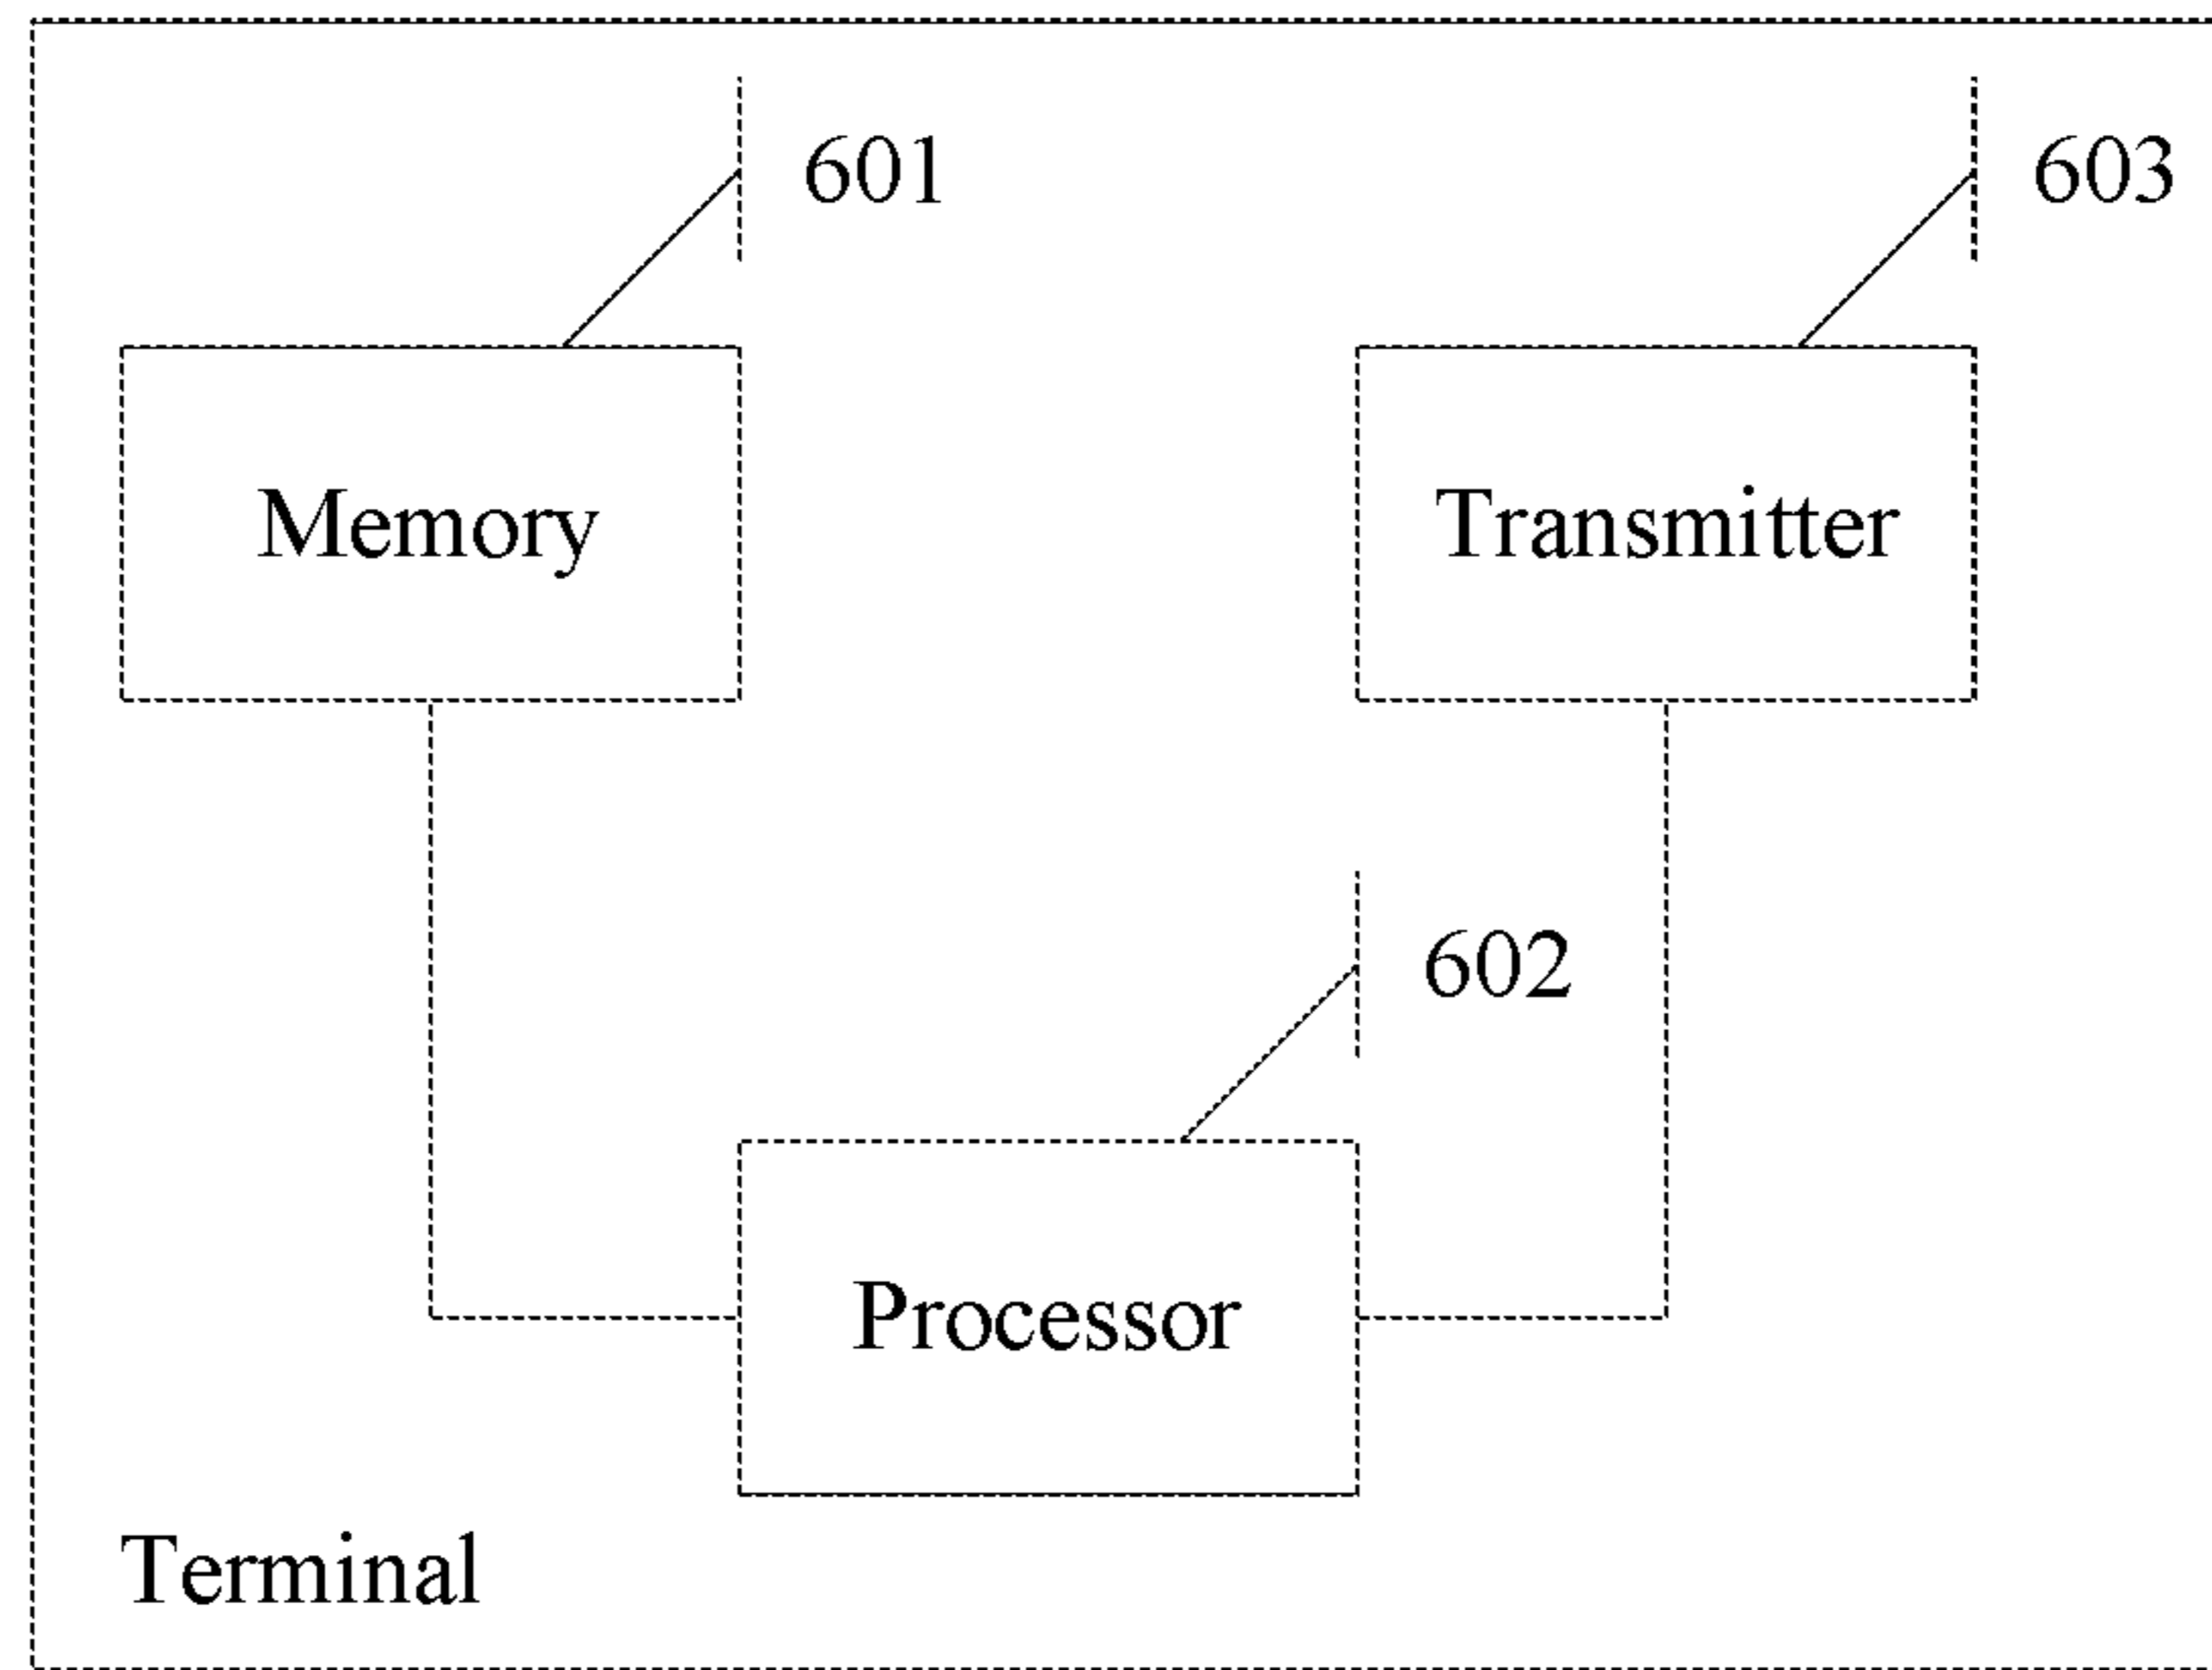 601
603
Memory
Transmitter
602
Processor
Terminal